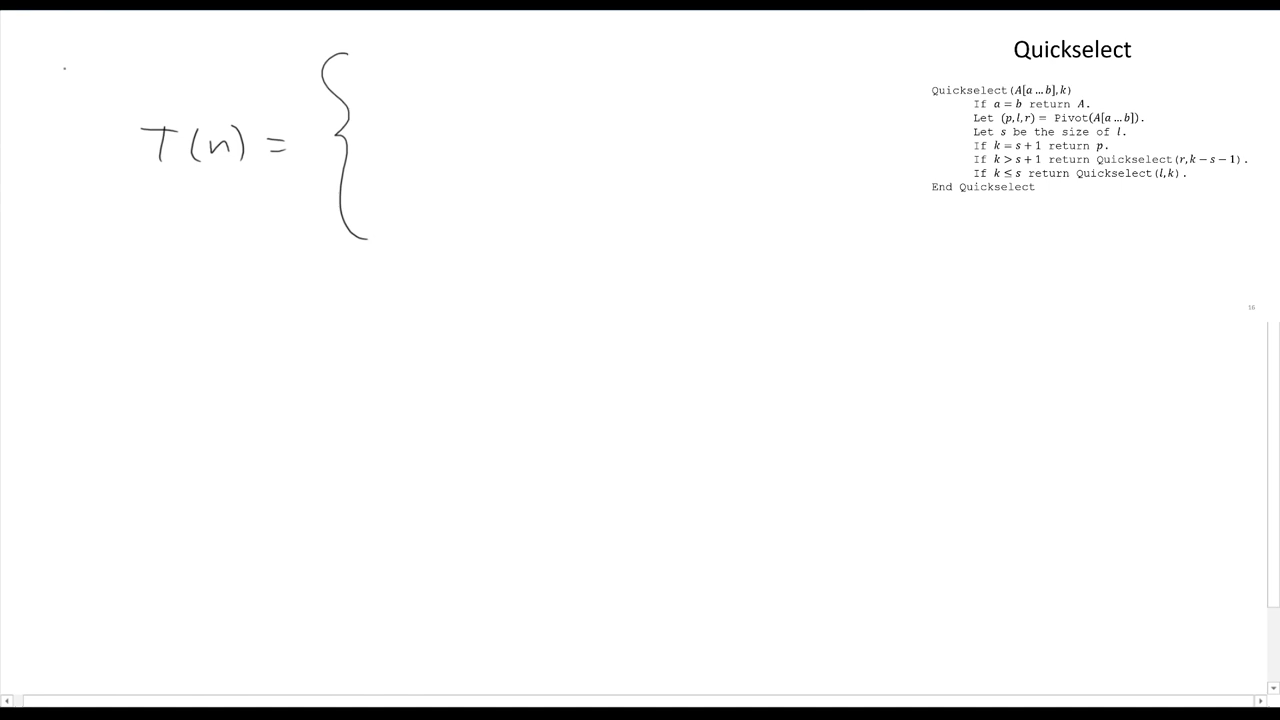 T(n) = {
Quickselect
Quickselect(A[a … b], k)
If a = b return A.
Let (p, l, r) = Pivot(A[a … b]).
Let s be the size of l.
If k = s + 1 return p.
If k > s + 1 return Quickselect(r, k − s − 1).
If k ≤ s return Quickselect(l, k).
End Quickselect
16